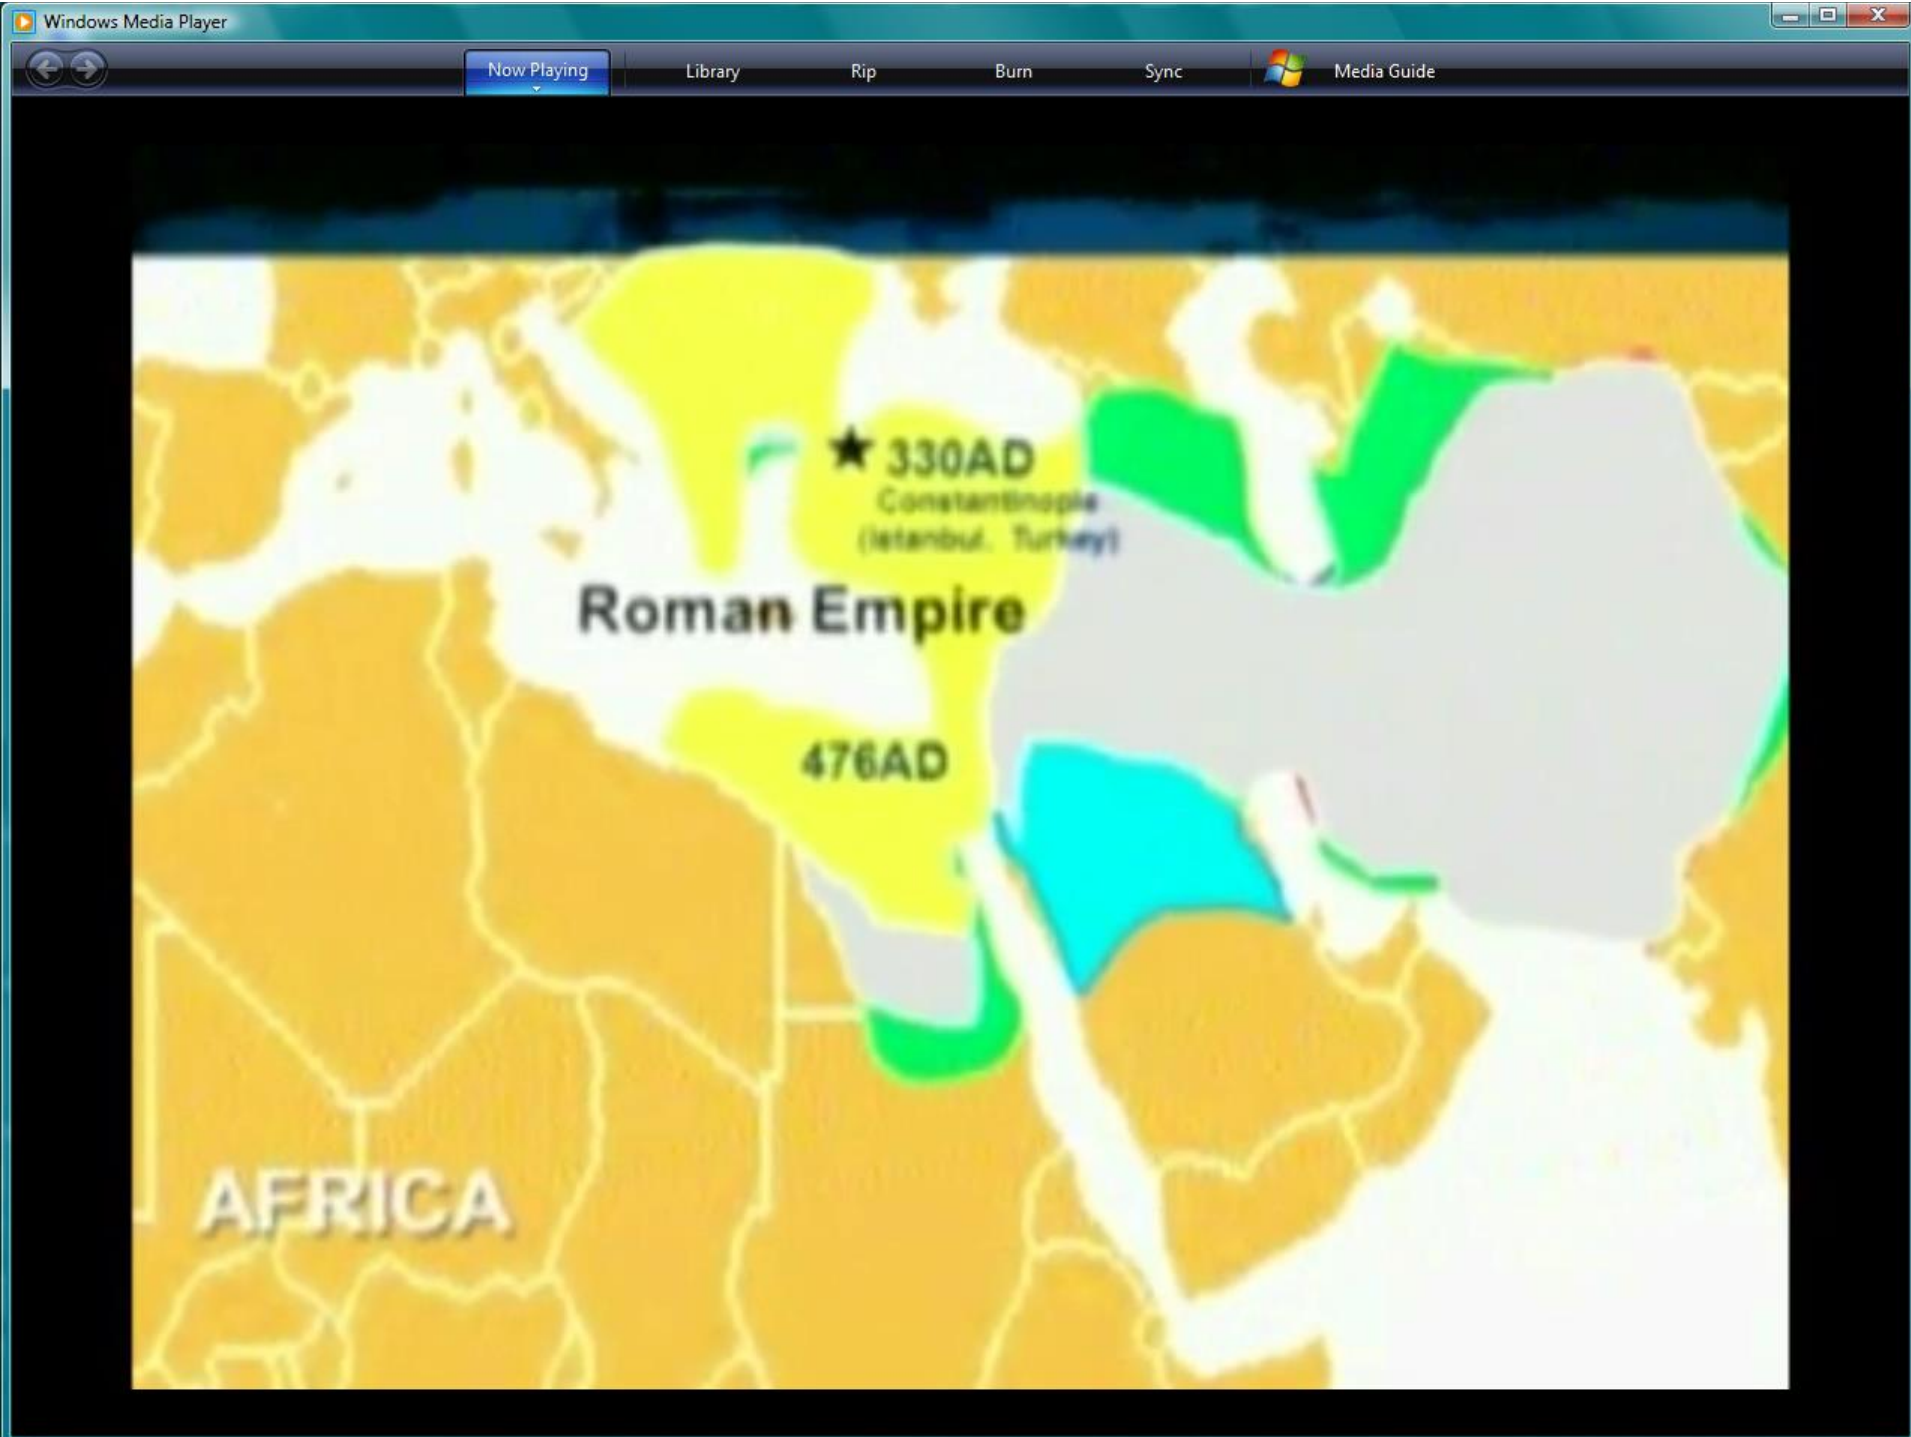 Windows Media Player
Now Playing
Library
Rip
Burn
Sync
Media Guide
330AD
Constantinople
(Istanbul, Turkey)
Roman Empire
476AD
AFRICA